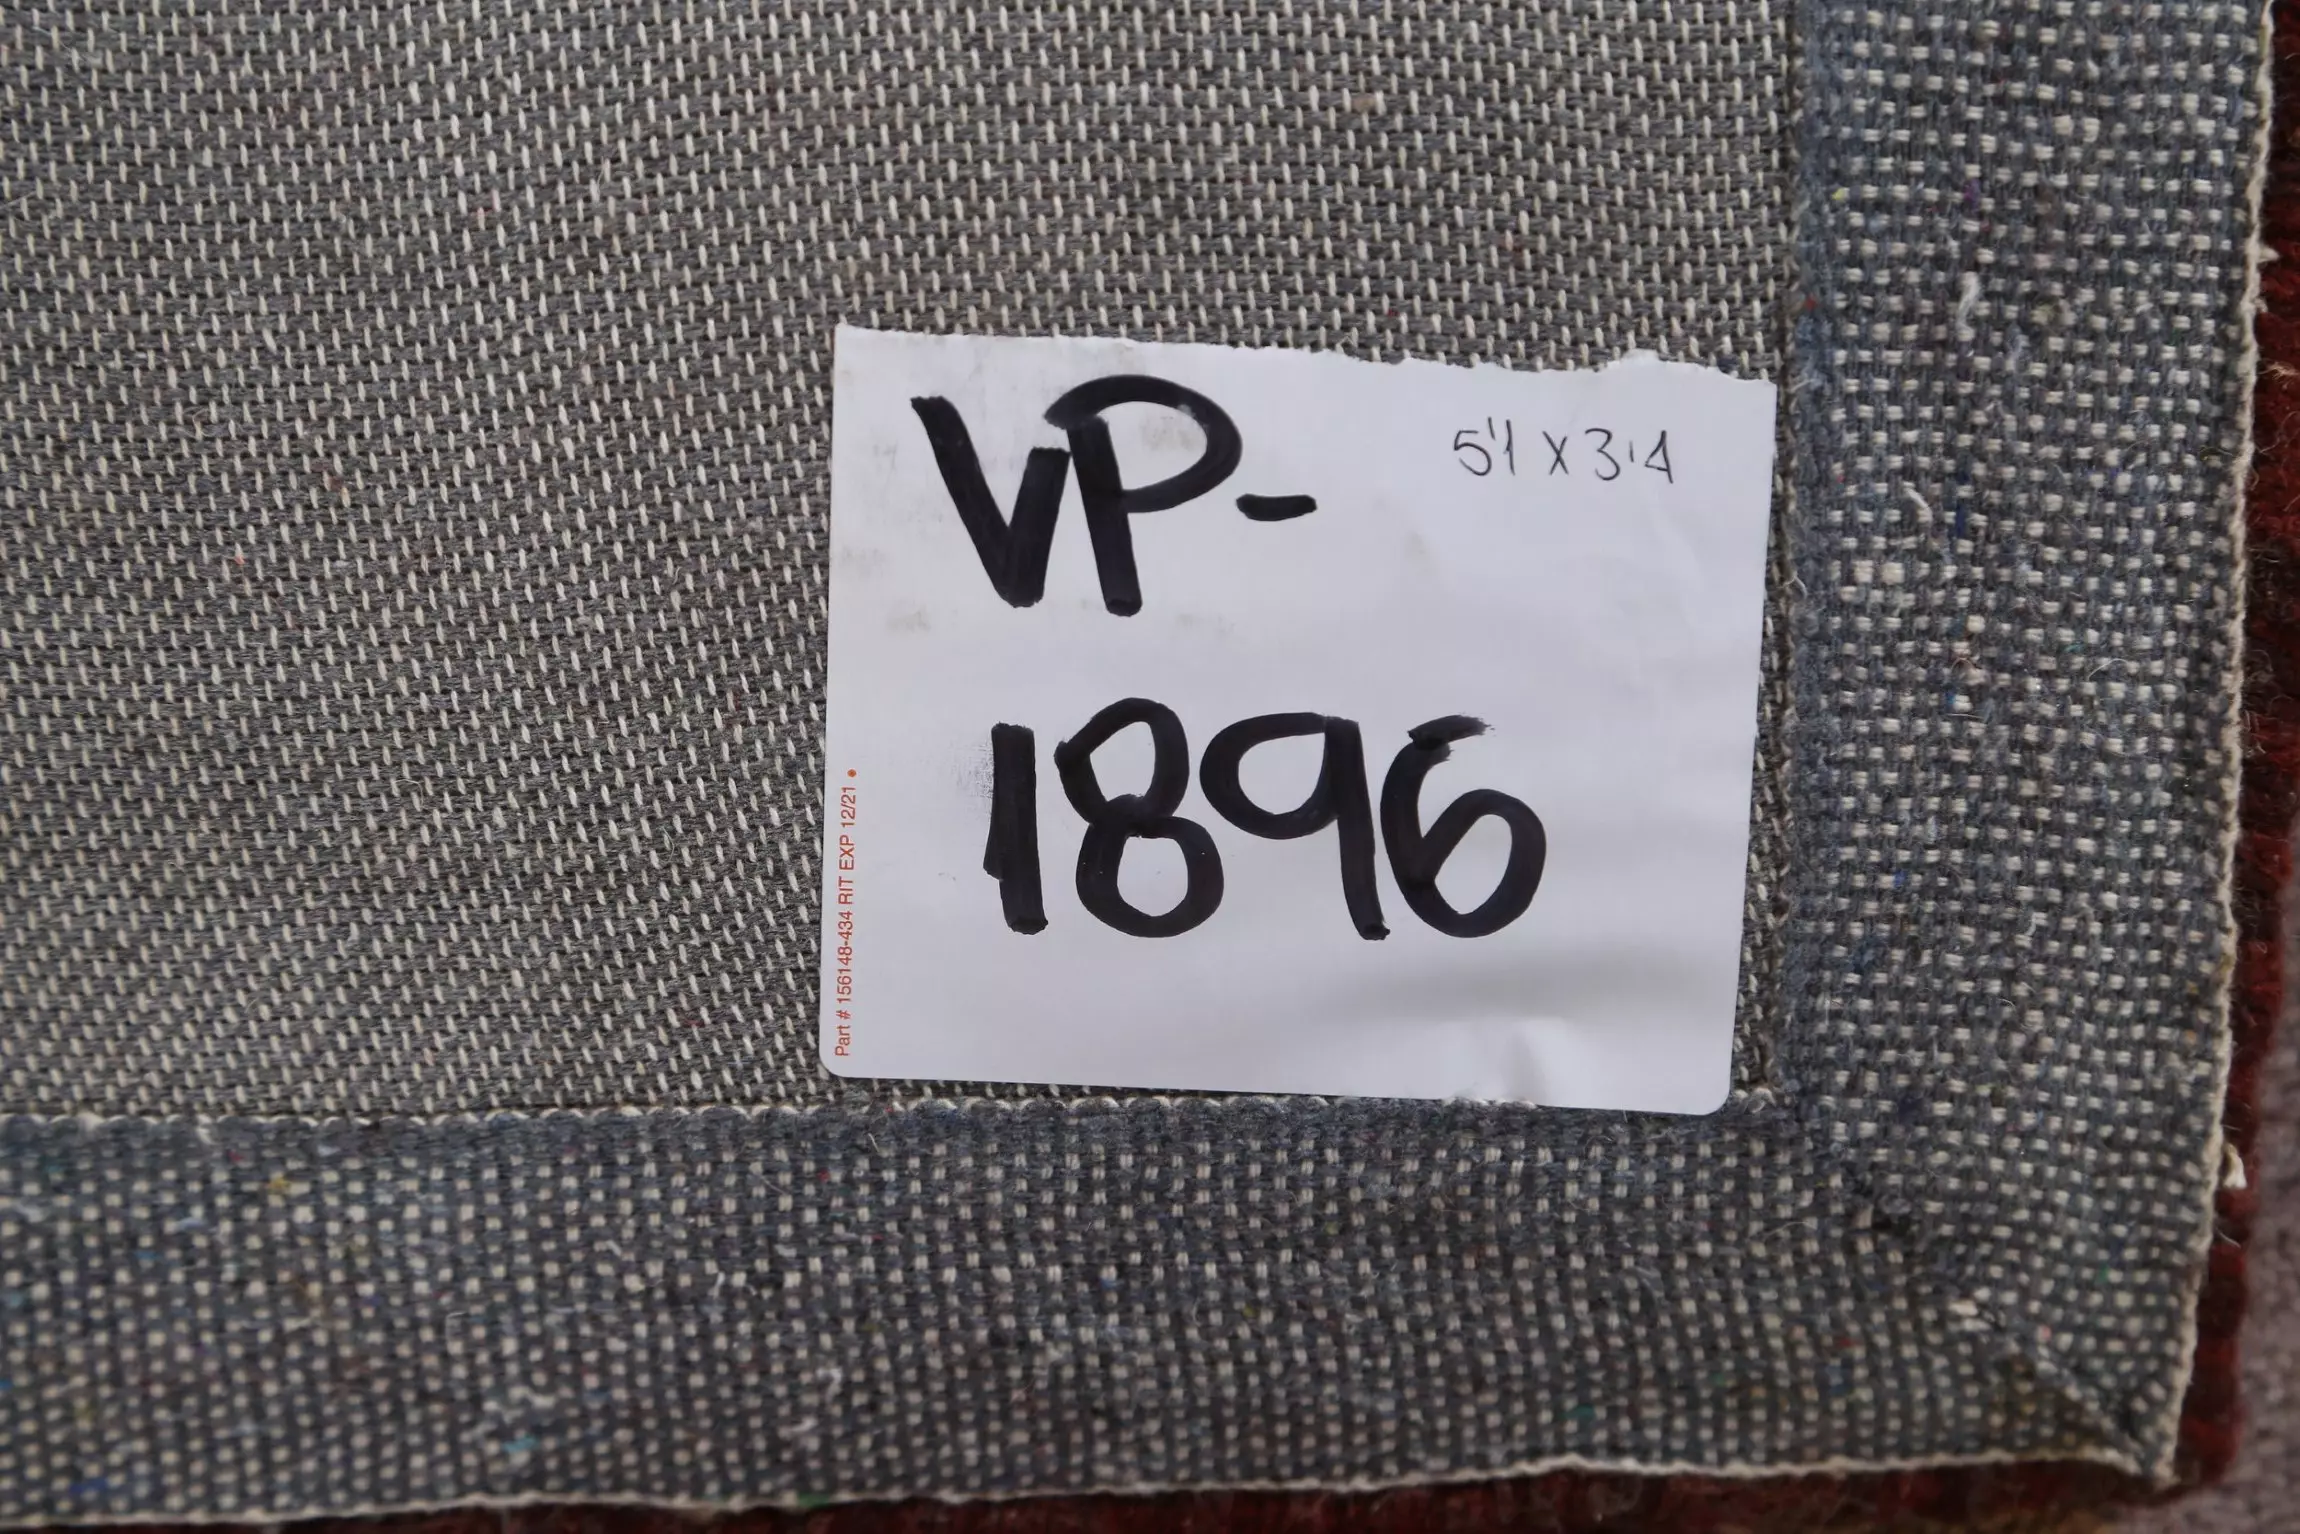 VP-
5'1 X 3'4
1896
Part # 156148-434 RIT EXP 12/21